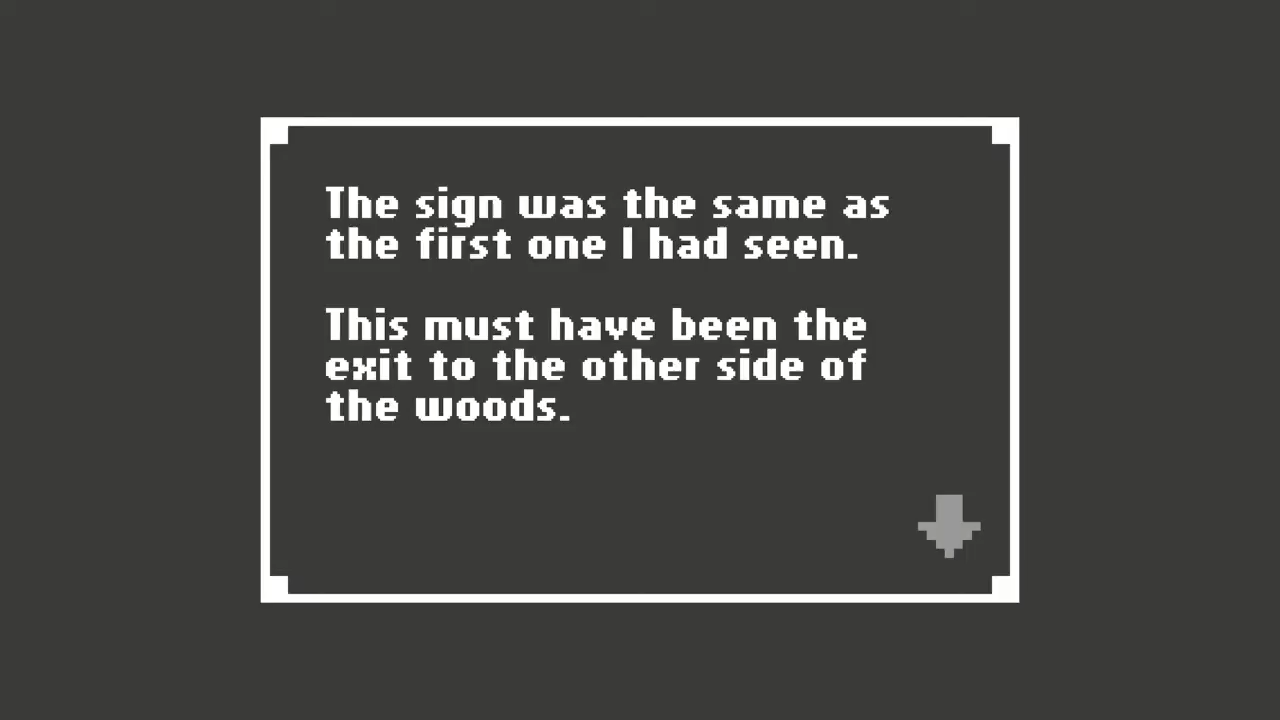 The sign was the same as
the first one I had seen.
This must have been the
exit to the other side of
the woods.